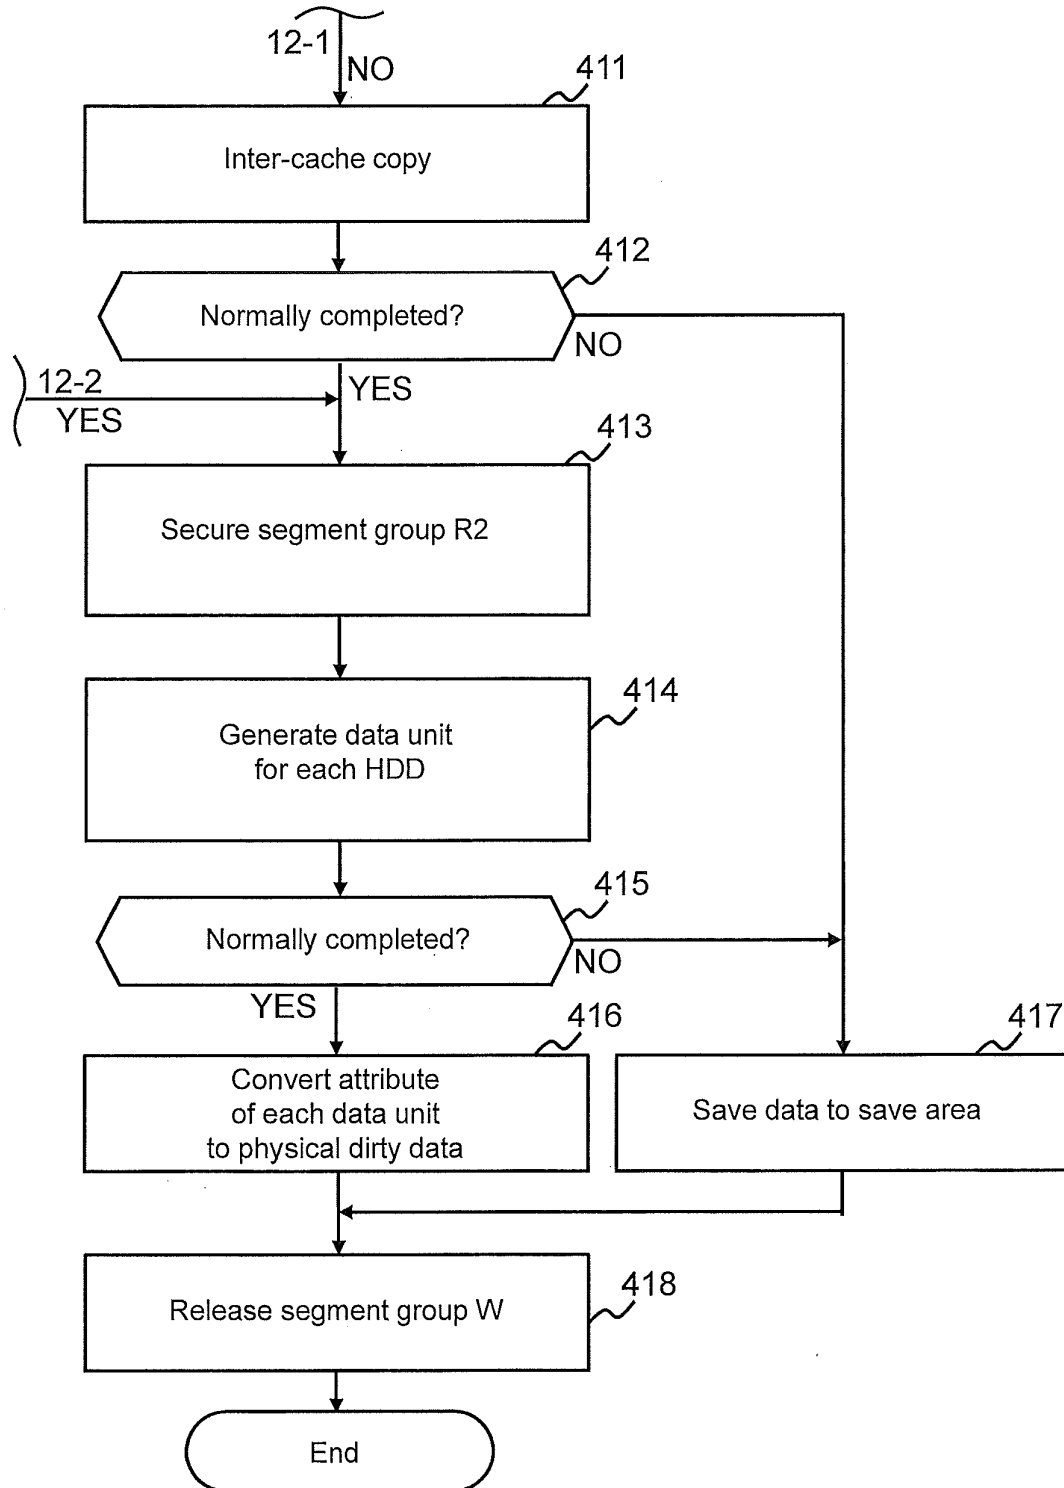 12-1
NO
411
Inter-cache copy
412
Normally completed?
NO
12-2
YES
YES
413
Secure segment group R2
414
Generate data unit
for each HDD
415
Normally completed?
NO
YES
416
417
Convert attribute
of each data unit
to physical dirty data
Save data to save area
Release segment group W
418
End